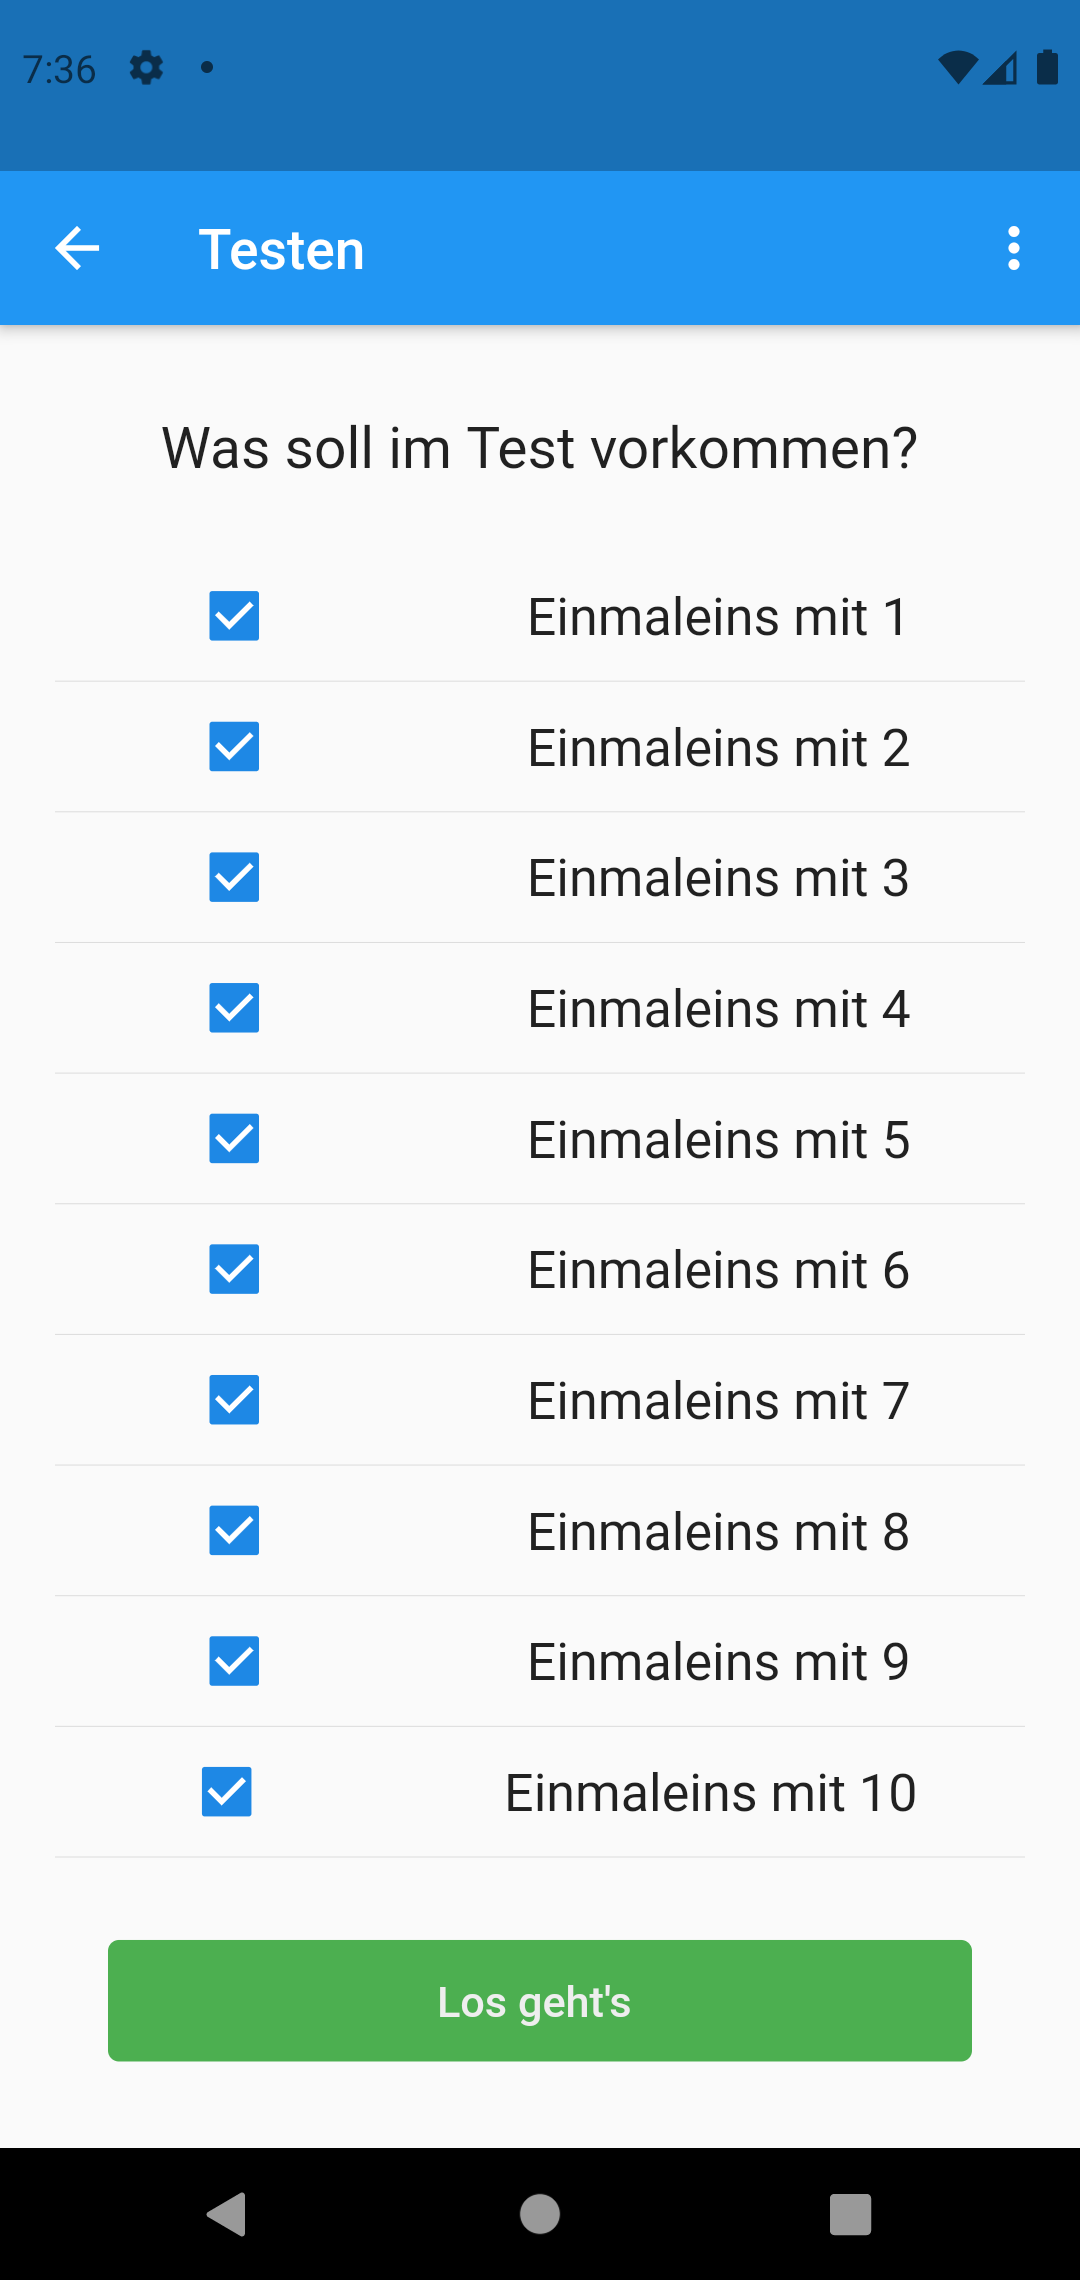 7:36
Testen
Was soll im Test vorkommen?
Einmaleins mit 1
Einmaleins mit 2
Einmaleins mit 3
Einmaleins mit 4
Einmaleins mit 5
Einmaleins mit 6
Einmaleins mit 7
Einmaleins mit 8
Einmaleins mit 9
Einmaleins mit 10
Los geht's